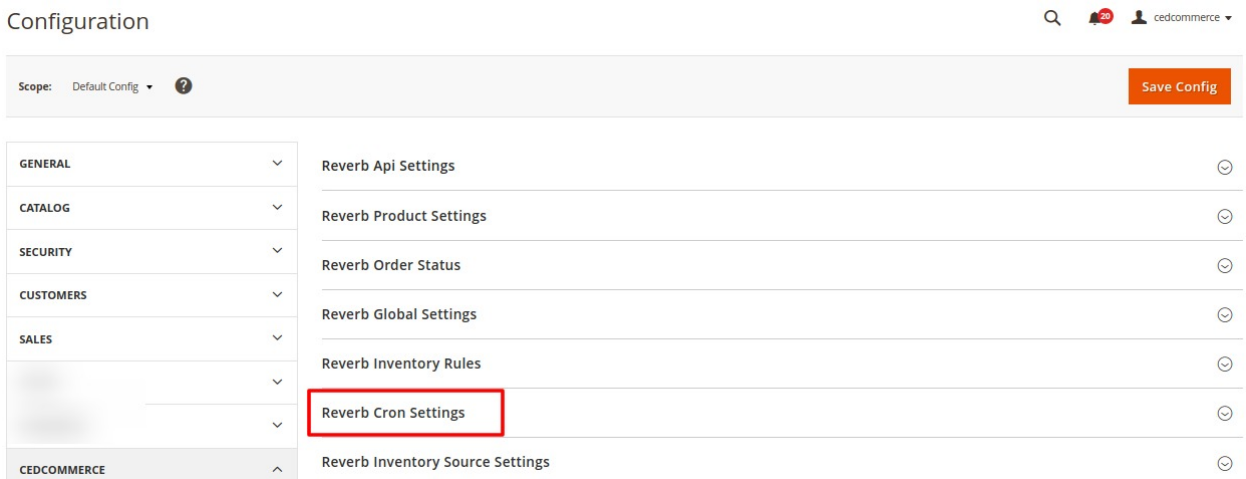 Configuration
20
cedcommerce
Scope: Default Config ?
Save Config
GENERAL
CATALOG
SECURITY
CUSTOMERS
SALES
CEDCOMMERCE
Reverb Api Settings
Reverb Product Settings
Reverb Order Status
Reverb Global Settings
Reverb Inventory Rules
Reverb Cron Settings
Reverb Inventory Source Settings